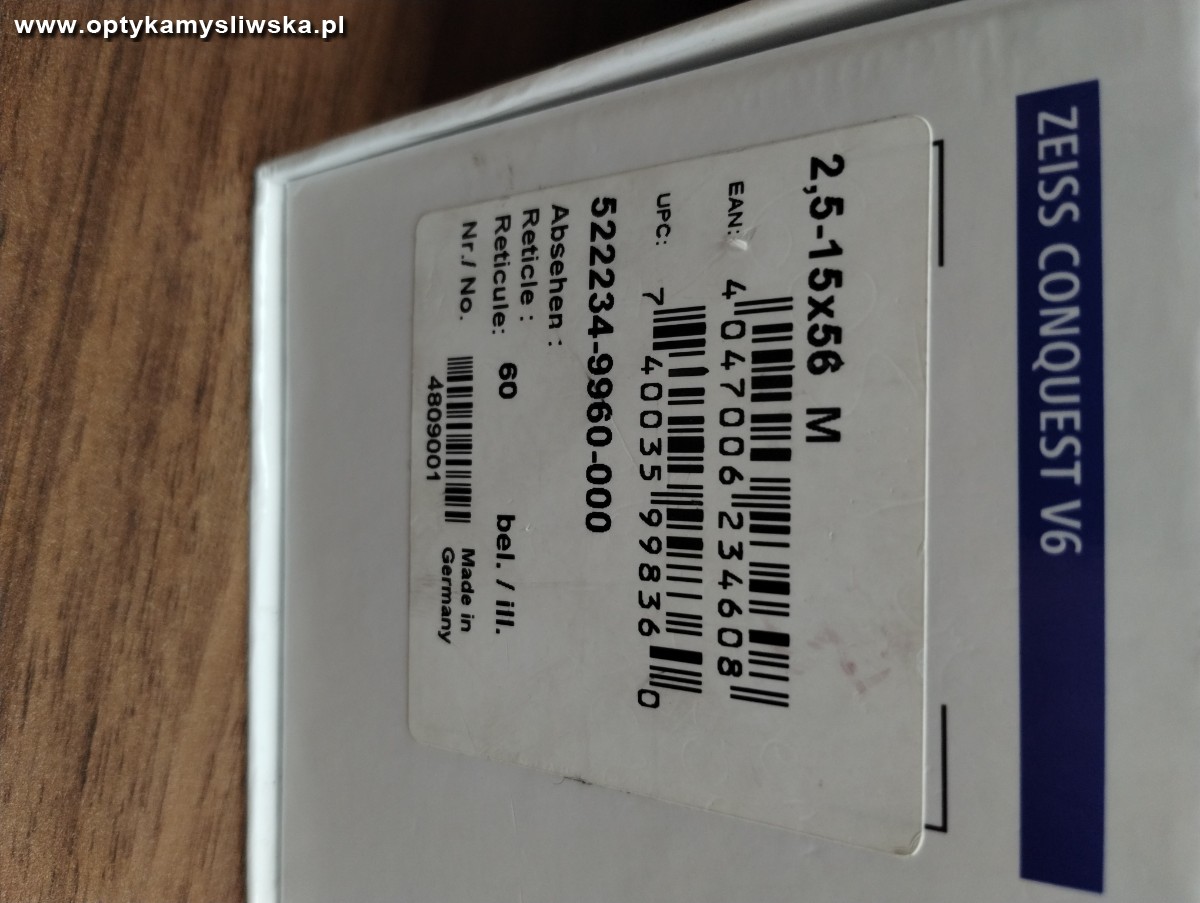 www.optykamysliwska.pl
ZEISS CONQUEST V6
2,5-15x56 M
EAN: 4 047006 234608
UPC: 7 40035 99836 0
522234-9960-000
Absehen :
Reticle :
Reticule: 60 bel. / ill.
Nr./ No. Made in
4809001 Germany